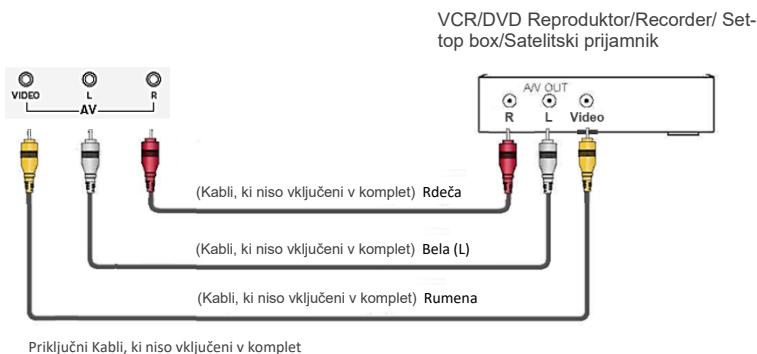 VCR/DVD Reproduktor/Recorder/ Set-
top box/Satelitski prijamnik
VIDEO L R
AV
A/V OUT
R L Video
(Kabli, ki niso vključeni v komplet) Rdeča
(Kabli, ki niso vključeni v komplet) Bela (L)
(Kabli, ki niso vključeni v komplet) Rumena
Priključni Kabli, ki niso vključeni v komplet